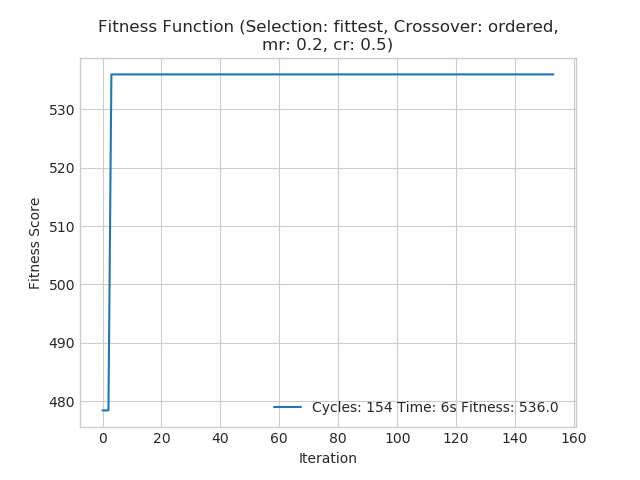 Fitness Function (Selection: fittest, Crossover: ordered,
mr: 0.2, cr: 0.5)
Fitness Score
530
520
510
500
490
480
Cycles: 154 Time: 6s Fitness: 536.0
0 20 40 60 80 100 120 140 160
Iteration